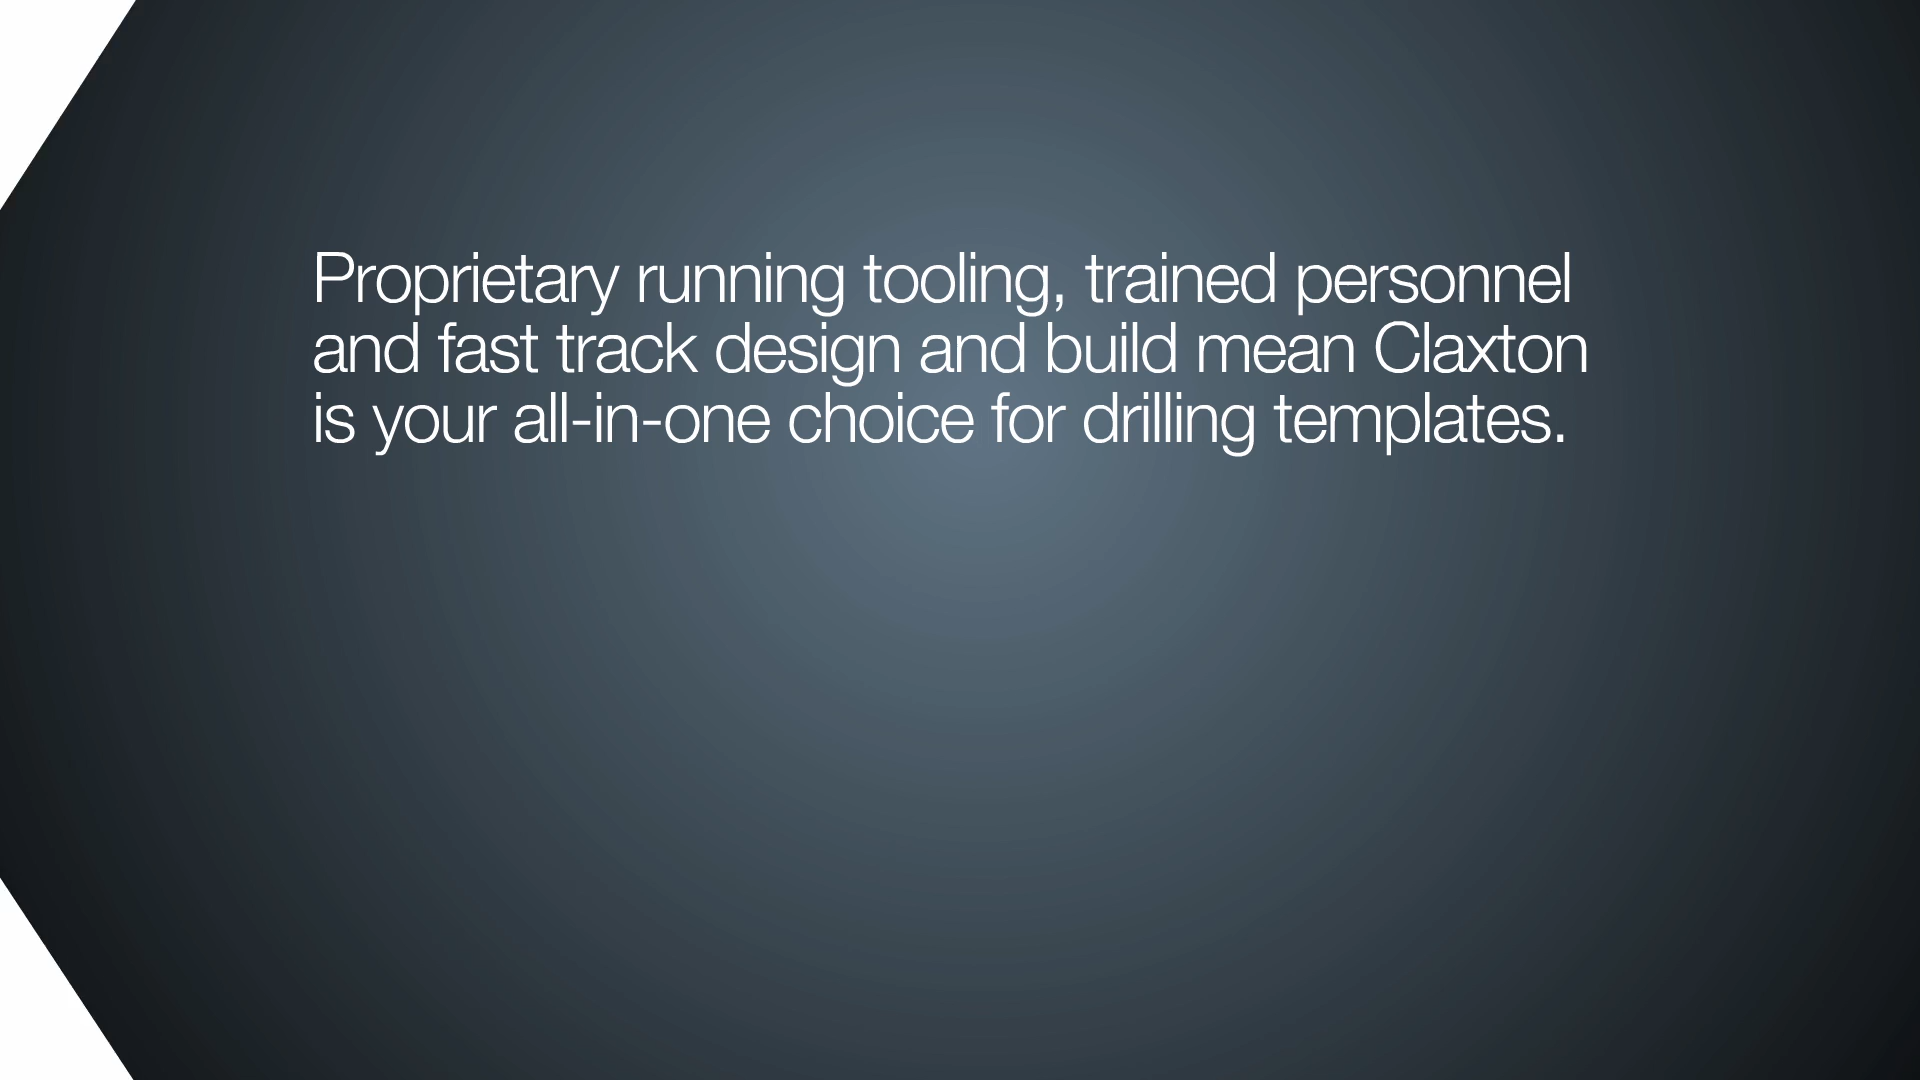 Proprietary running tooling, trained personnel
and fast track design and build mean Claxton
is your all-in-one choice for drilling templates.